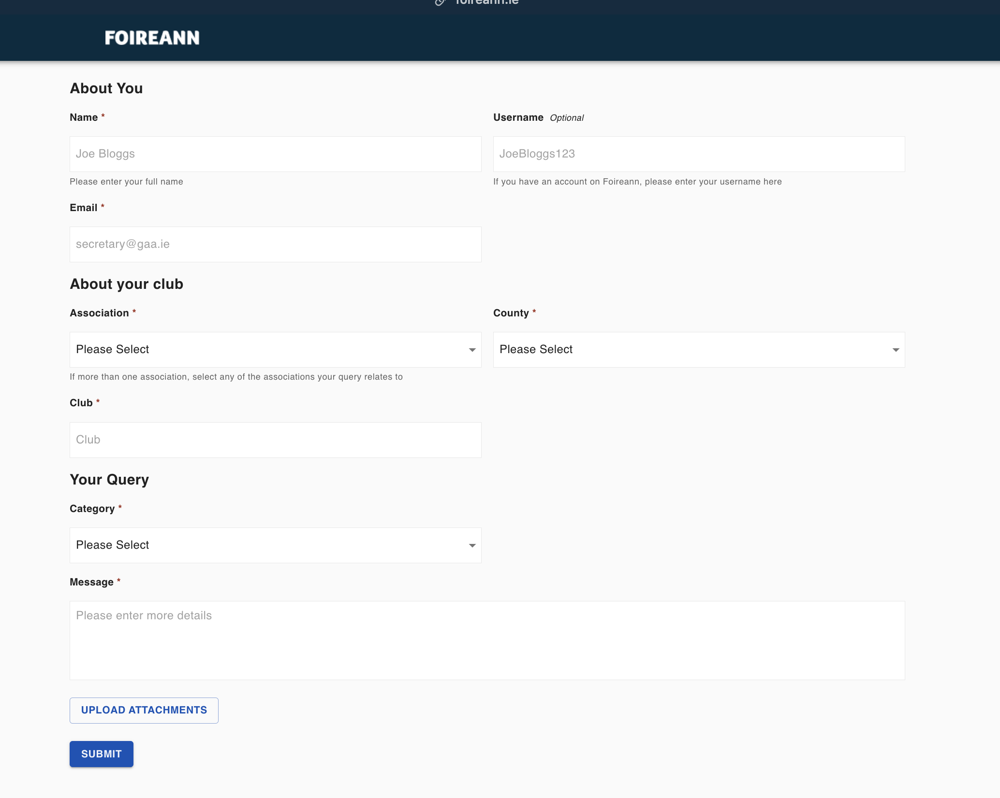 foireann.ie
FOIREANN
About You
Name *
Username Optional
Joe Bloggs
JoeBloggs123
Please enter your full name
If you have an account on Foireann, please enter your username here
Email *
secretary@gaa.ie
About your club
Association *
County *
Please Select
Please Select
If more than one association, select any of the associations your query relates to
Club *
Club
Your Query
Category *
Please Select
Message *
Please enter more details
UPLOAD ATTACHMENTS
SUBMIT